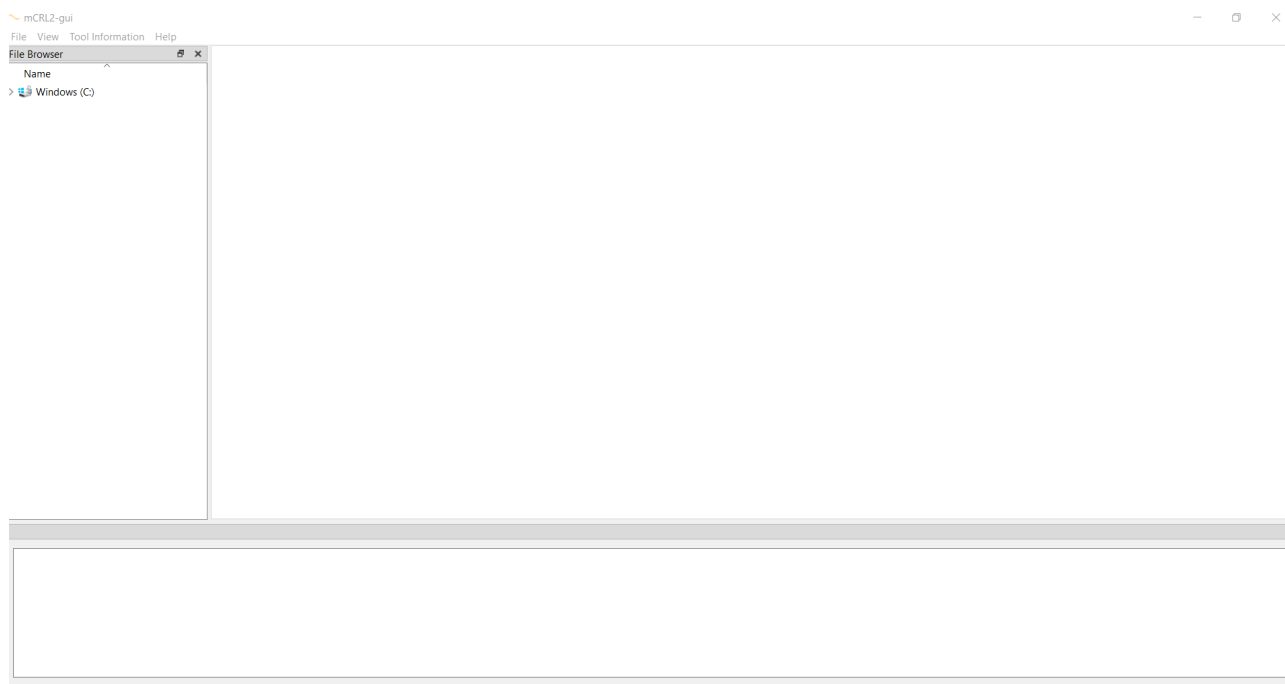 mCRL2-gui
File View Tool Information Help
File Browser
Name
Windows (C:)